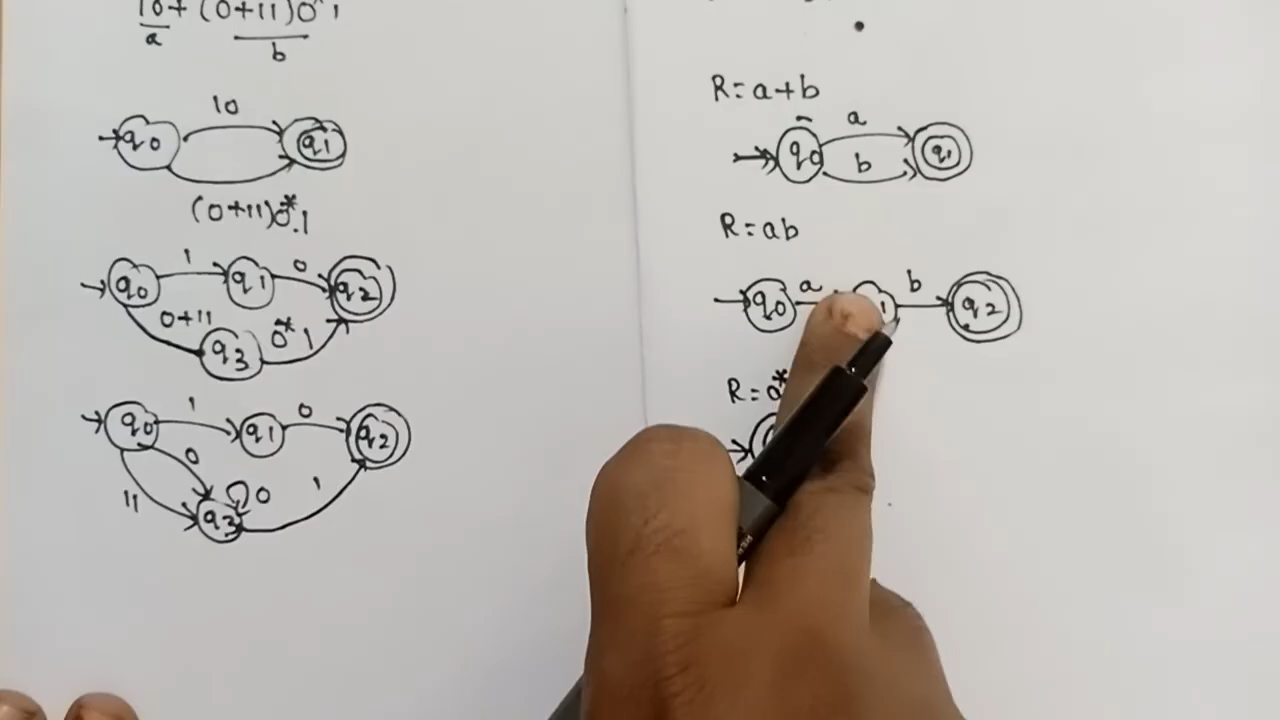 10+(0+11)0*1
a
b
10
q0 q1
(0+11)0*.1
1 0
q0 q1 q2
0+11 0*1
q3
1 0
q0 q1 q2
0
11 0 1
q3
R=a+b
a
q0 b q1
R=ab
a b
q0 1 q2
R=a*